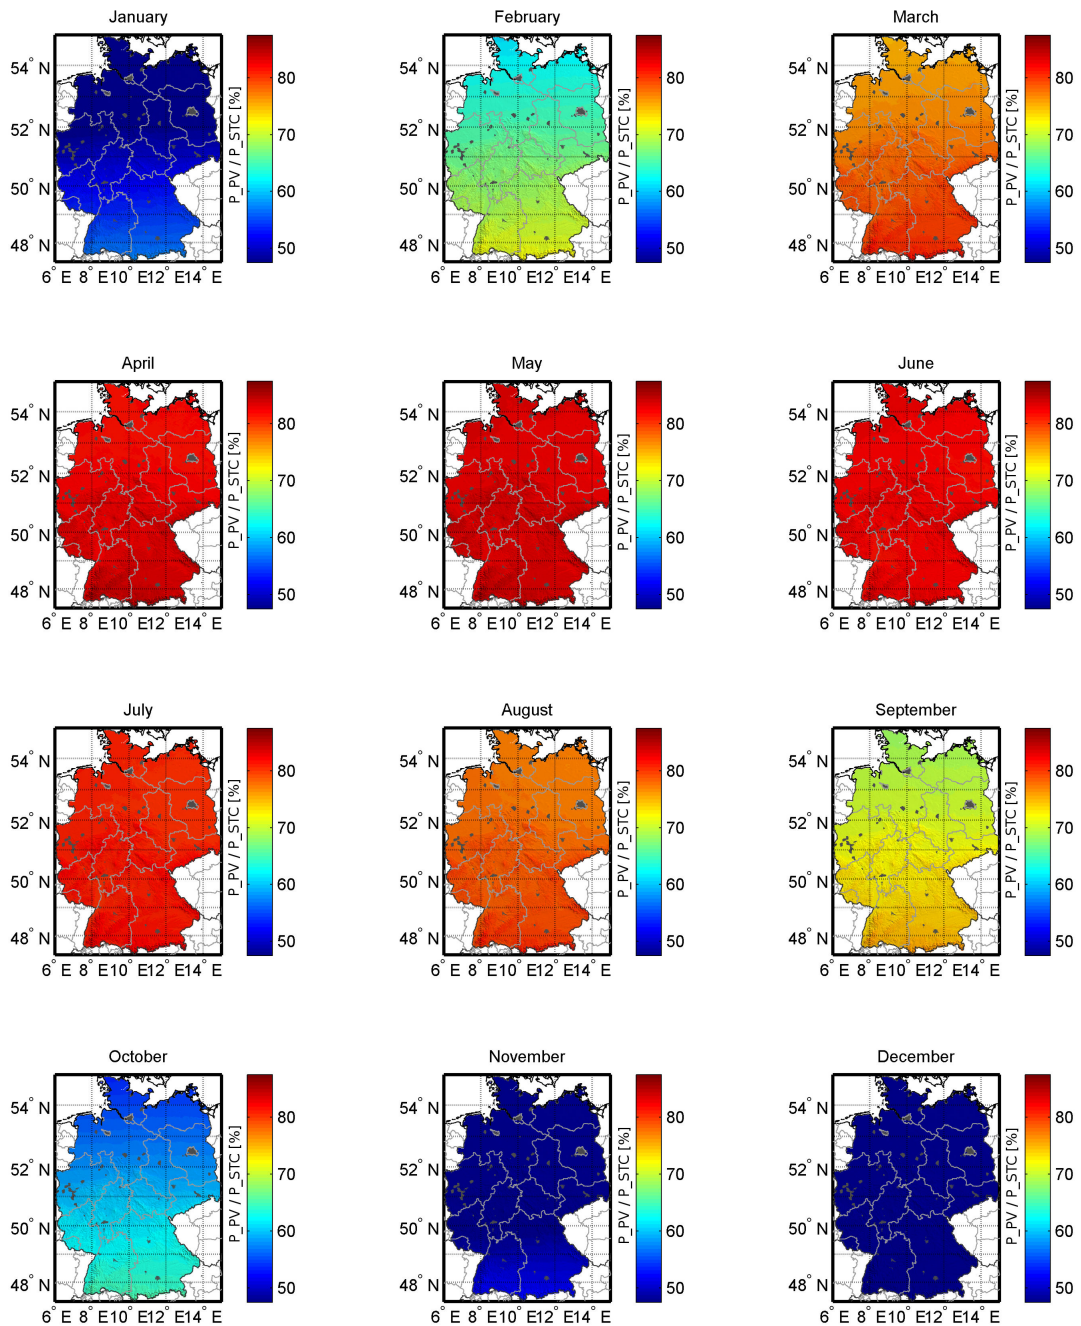 January
54° N
52° N
50° N
48° N
6° E 8° E10° E12° E14° E
80
70
60
50
P_PV / P_STC [%]
February
54° N
52° N
50° N
48° N
6° E 8° E10° E12° E14° E
80
70
60
50
P_PV / P_STC [%]
March
54° N
52° N
50° N
48° N
6° E 8° E10° E12° E14° E
80
70
60
50
P_PV / P_STC [%]
April
54° N
52° N
50° N
48° N
6° E 8° E10° E12° E14° E
80
70
60
50
P_PV / P_STC [%]
May
54° N
52° N
50° N
48° N
6° E 8° E10° E12° E14° E
80
70
60
50
P_PV / P_STC [%]
June
54° N
52° N
50° N
48° N
6° E 8° E10° E12° E14° E
80
70
60
50
P_PV / P_STC [%]
July
54° N
52° N
50° N
48° N
6° E 8° E10° E12° E14° E
80
70
60
50
P_PV / P_STC [%]
August
54° N
52° N
50° N
48° N
6° E 8° E10° E12° E14° E
80
70
60
50
P_PV / P_STC [%]
September
54° N
52° N
50° N
48° N
6° E 8° E10° E12° E14° E
80
70
60
50
P_PV / P_STC [%]
October
54° N
52° N
50° N
48° N
6° E 8° E10° E12° E14° E
80
70
60
50
P_PV / P_STC [%]
November
54° N
52° N
50° N
48° N
6° E 8° E10° E12° E14° E
80
70
60
50
P_PV / P_STC [%]
December
54° N
52° N
50° N
48° N
6° E 8° E10° E12° E14° E
80
70
60
50
P_PV / P_STC [%]